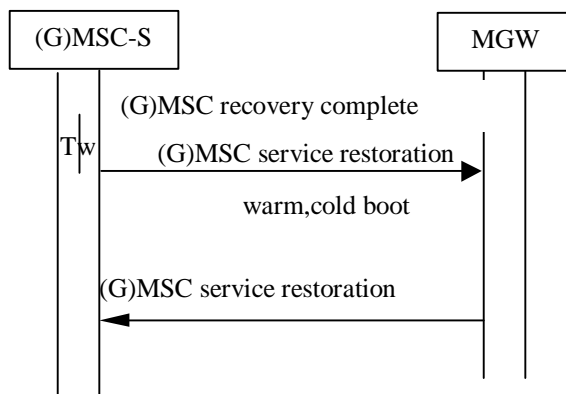 (G)MSC-S
MGW
(G)MSC recovery complete
Tw
(G)MSC service restoration
warm,cold boot
(G)MSC service restoration